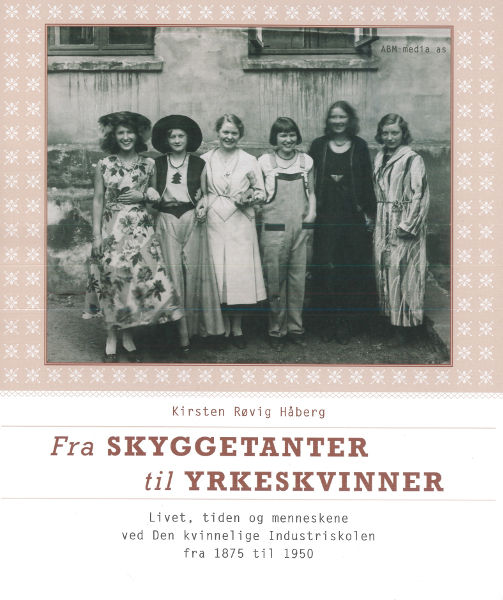 ABM-media as
Kirsten Røvig Håberg
Fra SKYGGETANTER
til YRKESKVINNER
Livet, tiden og menneskene
ved Den kvinnelige Industriskolen
fra 1875 til 1950